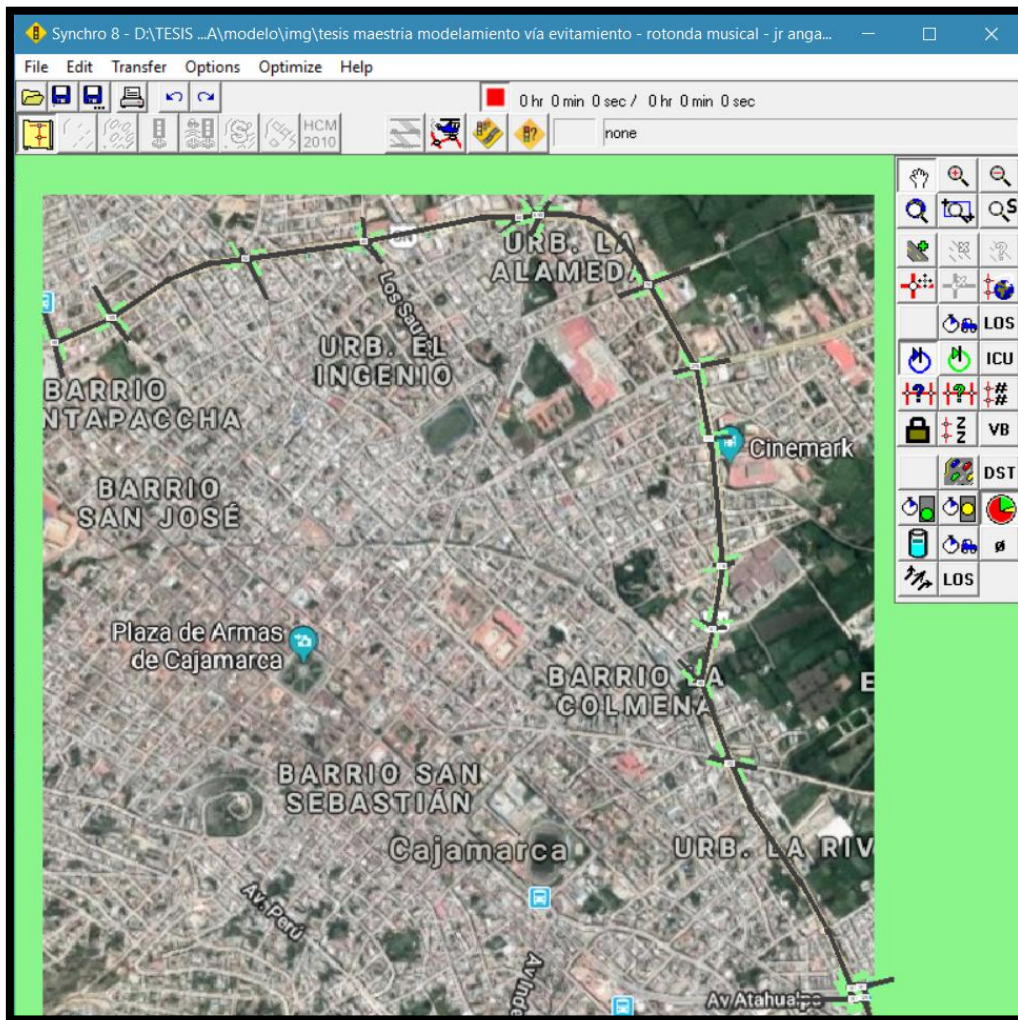 Synchro 8 - D:\TESIS ...A\modelo\img\tesis maestria modelamiento vía evitamiento - rotonda musical - jr anga...
File Edit Transfer Options Optimize Help
0 hr 0 min 0 sec / 0 hr 0 min 0 sec
HCM
2010
none
S
LOS
ICU
#
#
Z
Z
VB
DST
ø
LOS
URB. LA
ALAMEDA
Los Sauc
URB. EL
INGENIO
BARRIO
NTAPACCHA
Cinemark
BARRIO
SAN JOSÉ
Plaza de Armas
de Cajamarca
BARRIO LA
COLMENA
E
BARRIO SAN
SEBASTIÁN
Cajamarca
URB. LA RIV
Av. Perú
Av Inde
Av Atahualpa